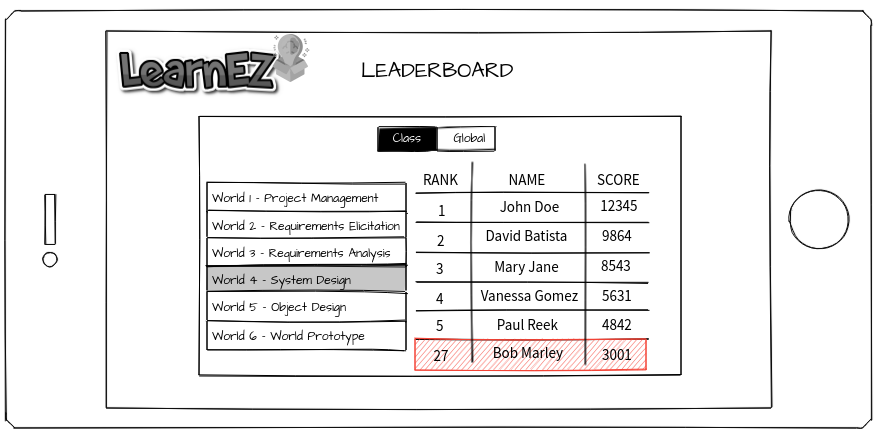 LearnEZ
LEADERBOARD
Class Global
World 1 - Project Management
World 2 - Requirements Elicitation
World 3 - Requirements Analysis
World 4 - System Design
World 5 - Object Design
World 6 - World Prototype
RANK NAME SCORE
1 John Doe 12345
2 David Batista 9864
3 Mary Jane 8543
4 Vanessa Gomez 5631
5 Paul Reek 4842
27 Bob Marley 3001